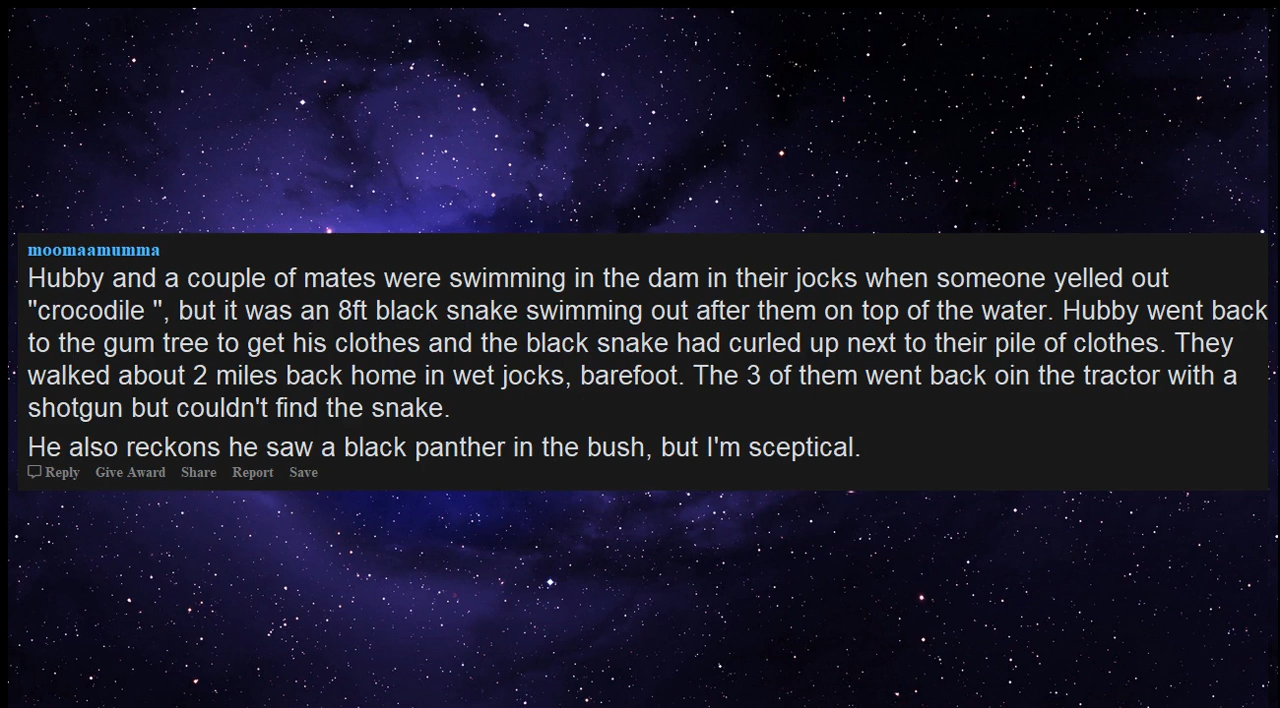 moomaamumma
Hubby and a couple of mates were swimming in the dam in their jocks when someone yelled out
"crocodile ", but it was an 8ft black snake swimming out after them on top of the water. Hubby went back
to the gum tree to get his clothes and the black snake had curled up next to their pile of clothes. They
walked about 2 miles back home in wet jocks, barefoot. The 3 of them went back oin the tractor with a
shotgun but couldn't find the snake.
He also reckons he saw a black panther in the bush, but I'm sceptical.
Reply Give Award Share Report Save